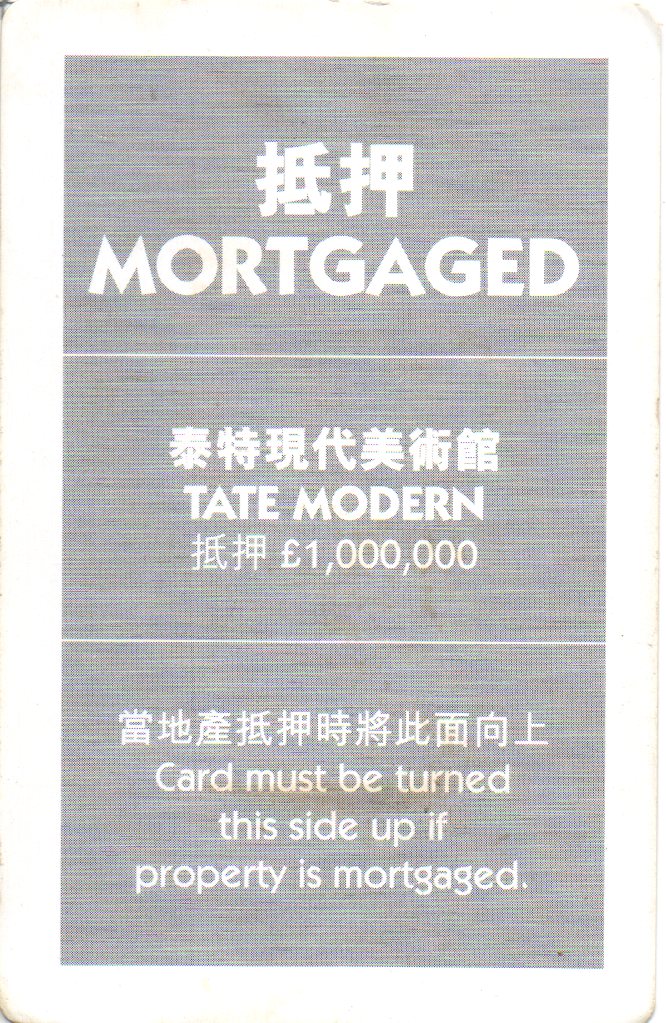 抵押
MORTGAGED
泰特現代美術館
TATE MODERN
抵押 £1,000,000
當地產抵押時將此面向上
Card must be turned
this side up if
property is mortgaged.